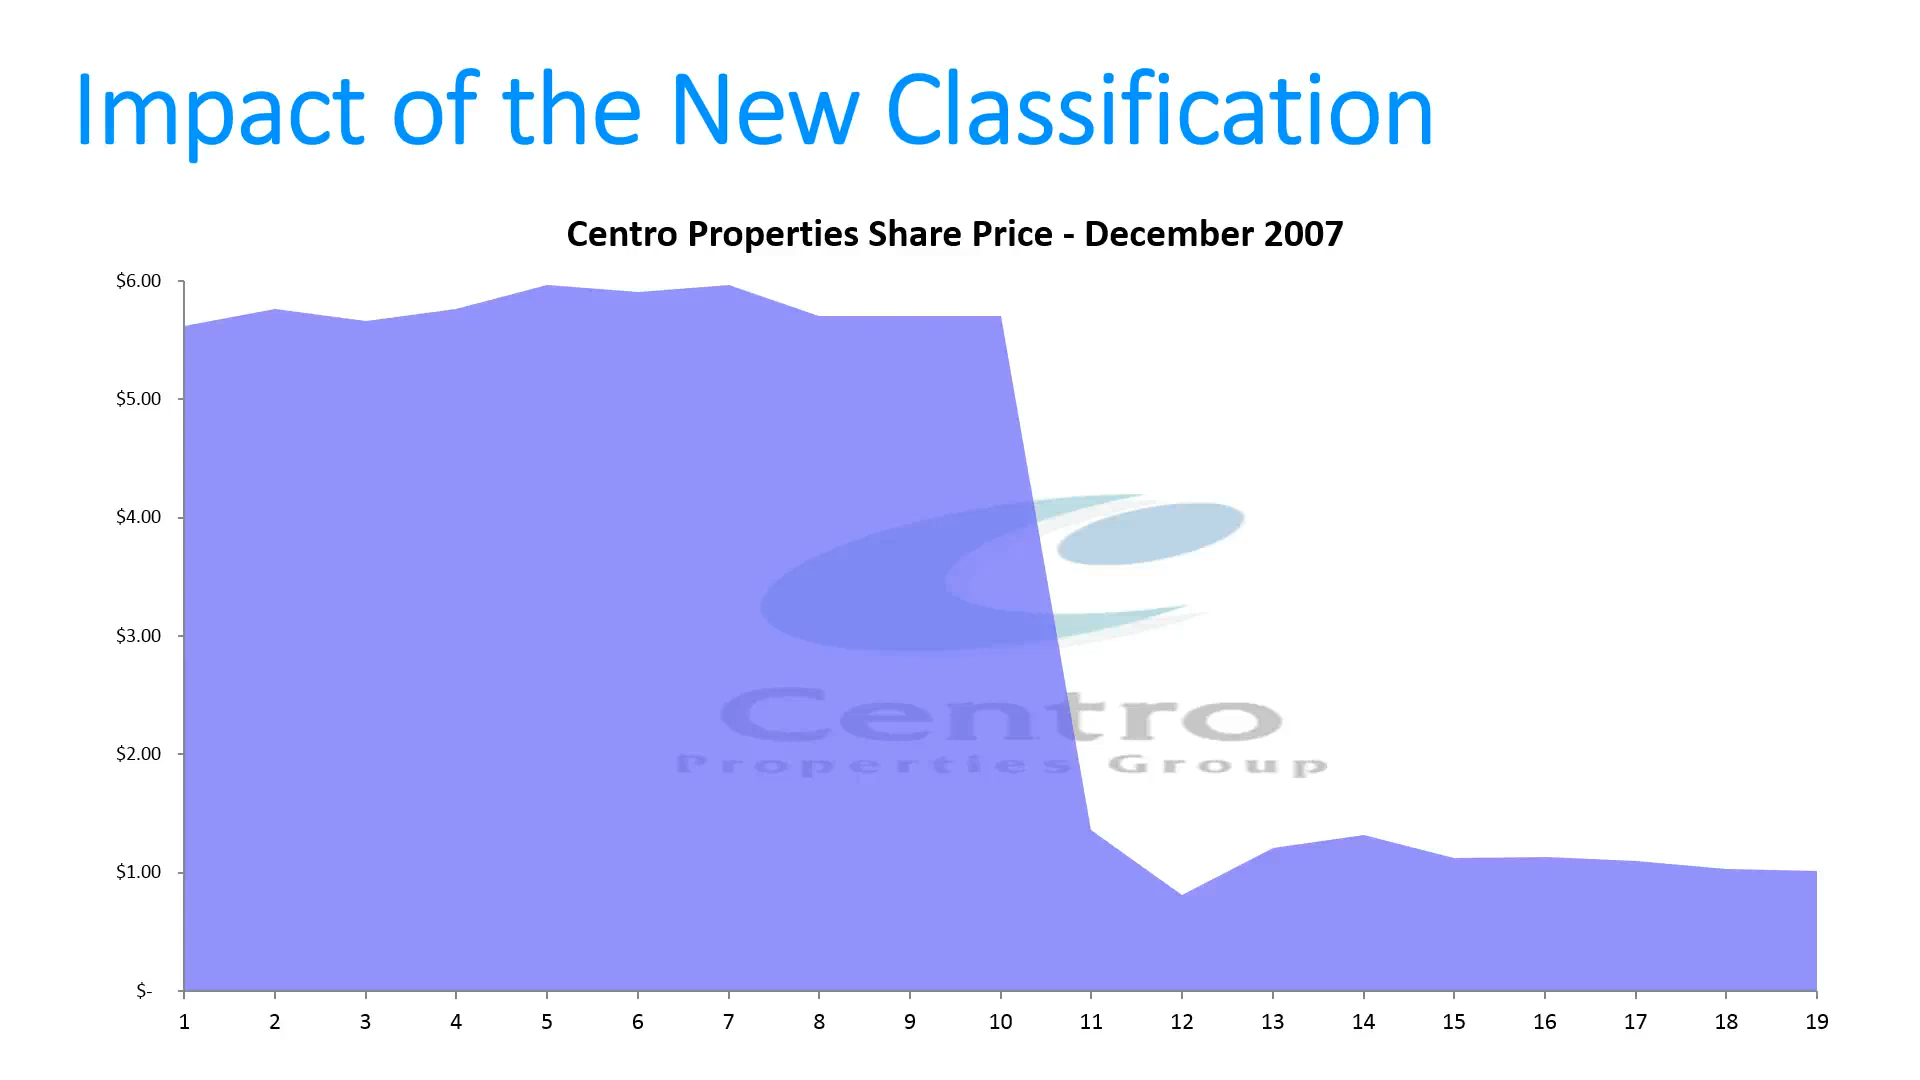 Impact of the New Classification
Centro Properties Share Price - December 2007
$6.00
$5.00
$4.00
$3.00
$2.00
$1.00
$-
Centro
Properties Group
1 2 3 4 5 6 7 8 9 10 11 12 13 14 15 16 17 18 19